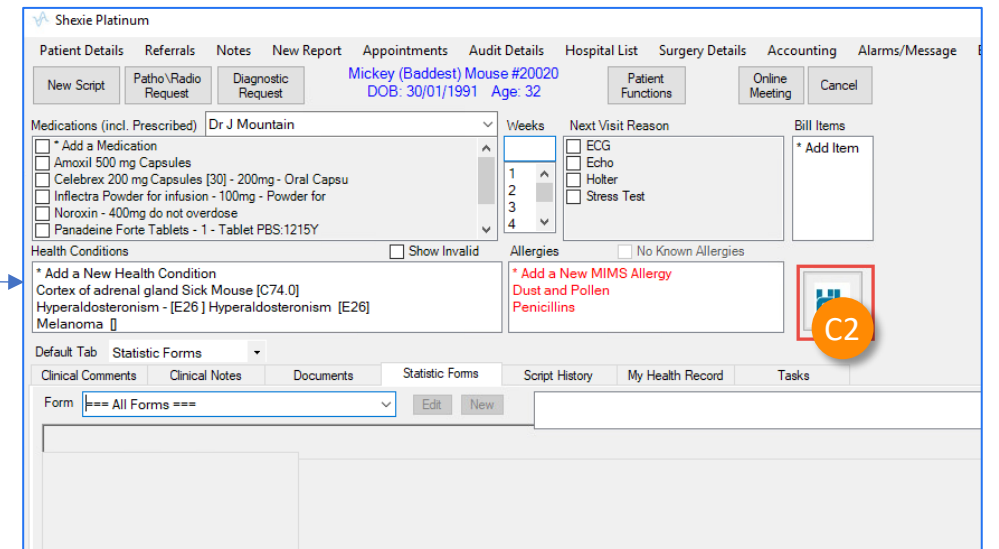 Shexie Platinum
Patient Details Referrals Notes New Report Appointments Audit Details Hospital List Surgery Details Accounting Alarms/Message
New Script Patho\Radio Request Diagnostic Request Mickey (Baddest) Mouse #20020 Patient Functions Online Meeting Cancel
DOB: 30/01/1991 Age: 32
Medications (incl. Prescribed) Dr J Mountain Weeks Next Visit Reason Bill Items
* Add a Medication
Amoxil 500 mg Capsules
Celebrex 200 mg Capsules [30] - 200mg - Oral Capsu
Inflectra Powder for infusion - 100mg - Powder for
Noroxin - 400mg do not overdose
Panadeine Forte Tablets - 1 - Tablet PBS:1215Y
1
2
3
4
ECG
Echo
Holter
Stress Test
* Add Item
Health Conditions Show Invalid Allergies No Known Allergies
* Add a New Health Condition
Cortex of adrenal gland Sick Mouse [C74.0]
Hyperaldosteronism - [E26 ] Hyperaldosteronism [E26]
Melanoma []
* Add a New MIMS Allergy
Dust and Pollen
Penicillins
C2
Default Tab Statistic Forms
Clinical Comments Clinical Notes Documents Statistic Forms Script History My Health Record Tasks
Form === All Forms === Edit New